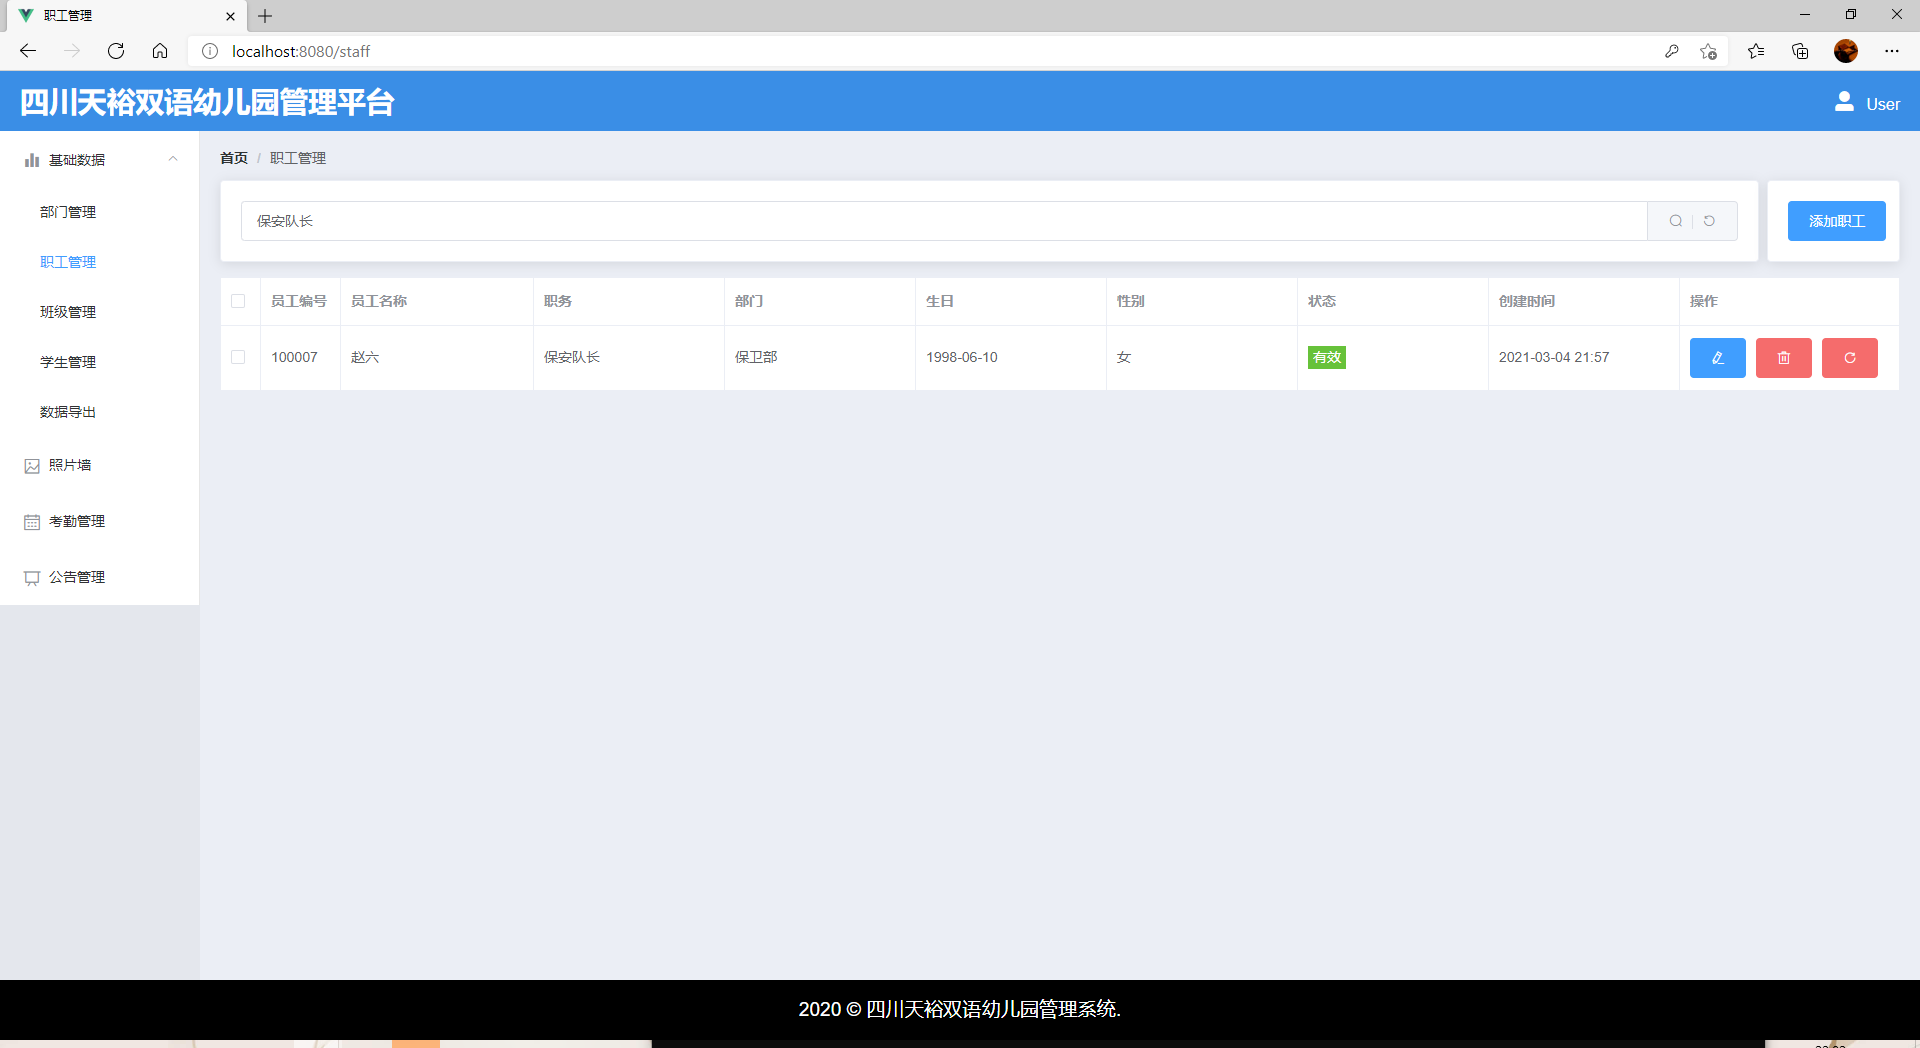 职工管理
localhost:8080/staff
四川天裕双语幼儿园管理平台
User
基础数据
部门管理
职工管理
班级管理
学生管理
数据导出
照片墙
考勤管理
公告管理
首页 / 职工管理
保安队长
添加职工
员工编号 员工名称 职务 部门 生日 性别 状态 创建时间 操作
100007 赵六 保安队长 保卫部 1998-06-10 女 有效 2021-03-04 21:57
2020 © 四川天裕双语幼儿园管理系统.